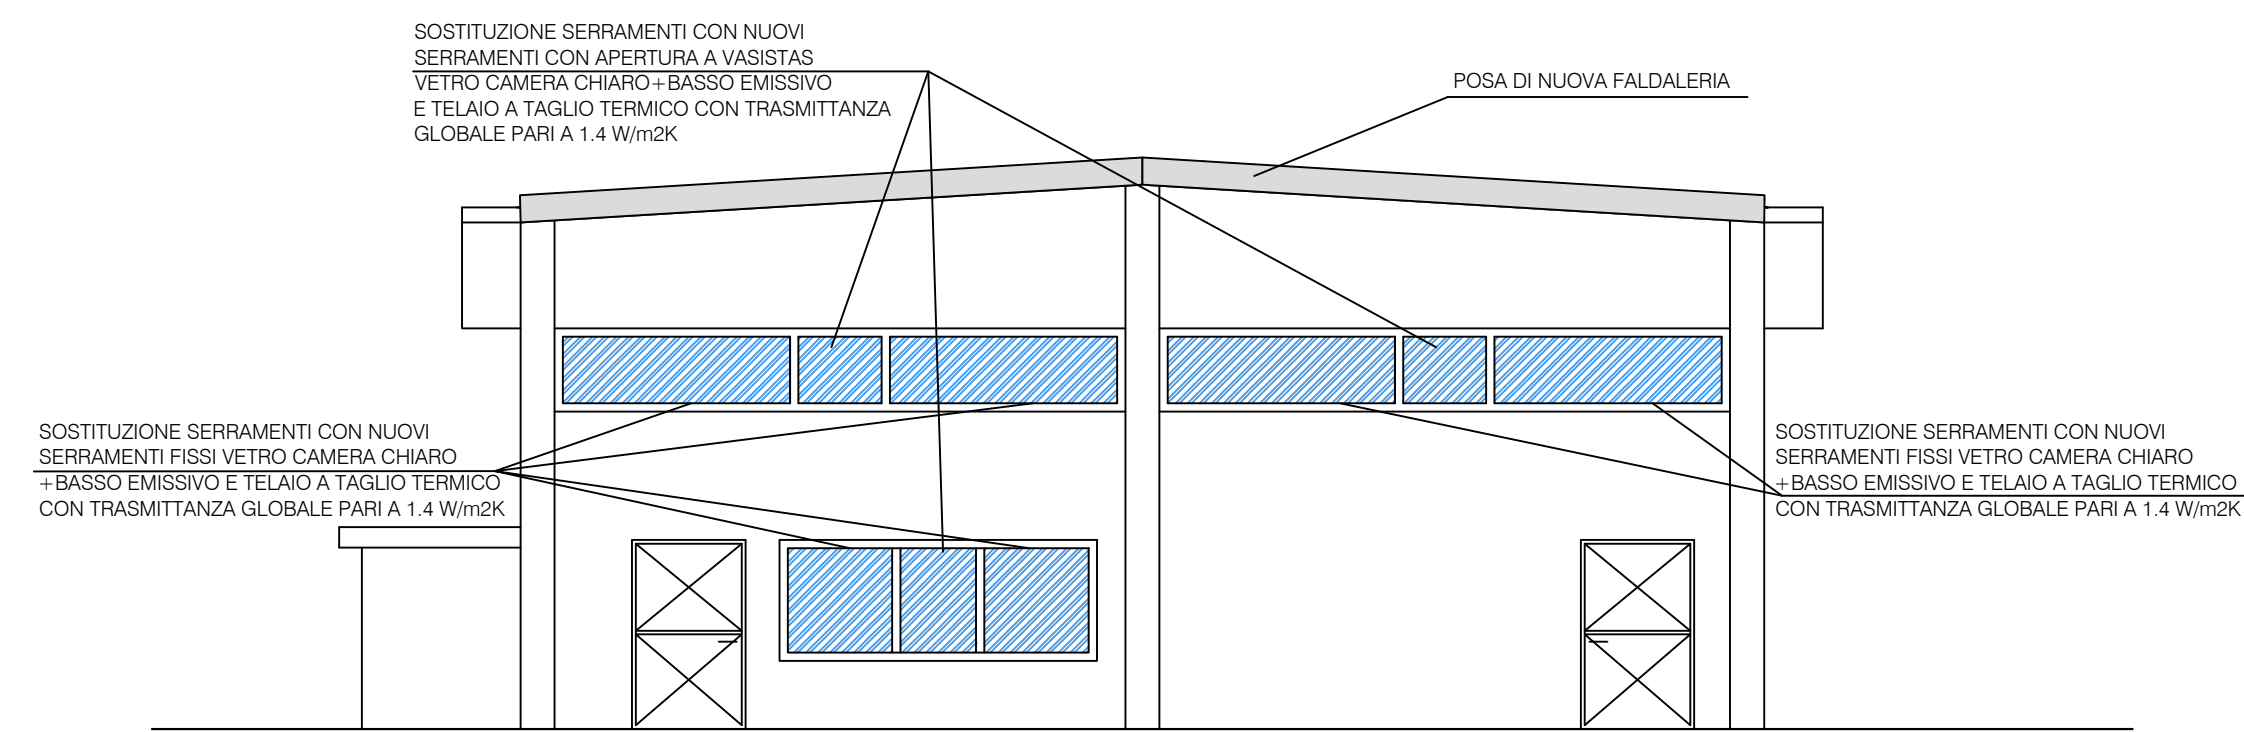 SOSTITUZIONE SERRAMENTI CON NUOVI
SERRAMENTI CON APERTURA A VASISTAS
VETRO CAMERA CHIARO+BASSO EMISSIVO
E TELAIO A TAGLIO TERMICO CON TRASMITTANZA
GLOBALE PARI A 1.4 W/m2K
POSA DI NUOVA FALDALERIA
SOSTITUZIONE SERRAMENTI CON NUOVI
SERRAMENTI FISSI VETRO CAMERA CHIARO
+BASSO EMISSIVO E TELAIO A TAGLIO TERMICO
CON TRASMITTANZA GLOBALE PARI A 1.4 W/m2K
SOSTITUZIONE SERRAMENTI CON NUOVI
SERRAMENTI FISSI VETRO CAMERA CHIARO
+BASSO EMISSIVO E TELAIO A TAGLIO TERMICO
CON TRASMITTANZA GLOBALE PARI A 1.4 W/m2K